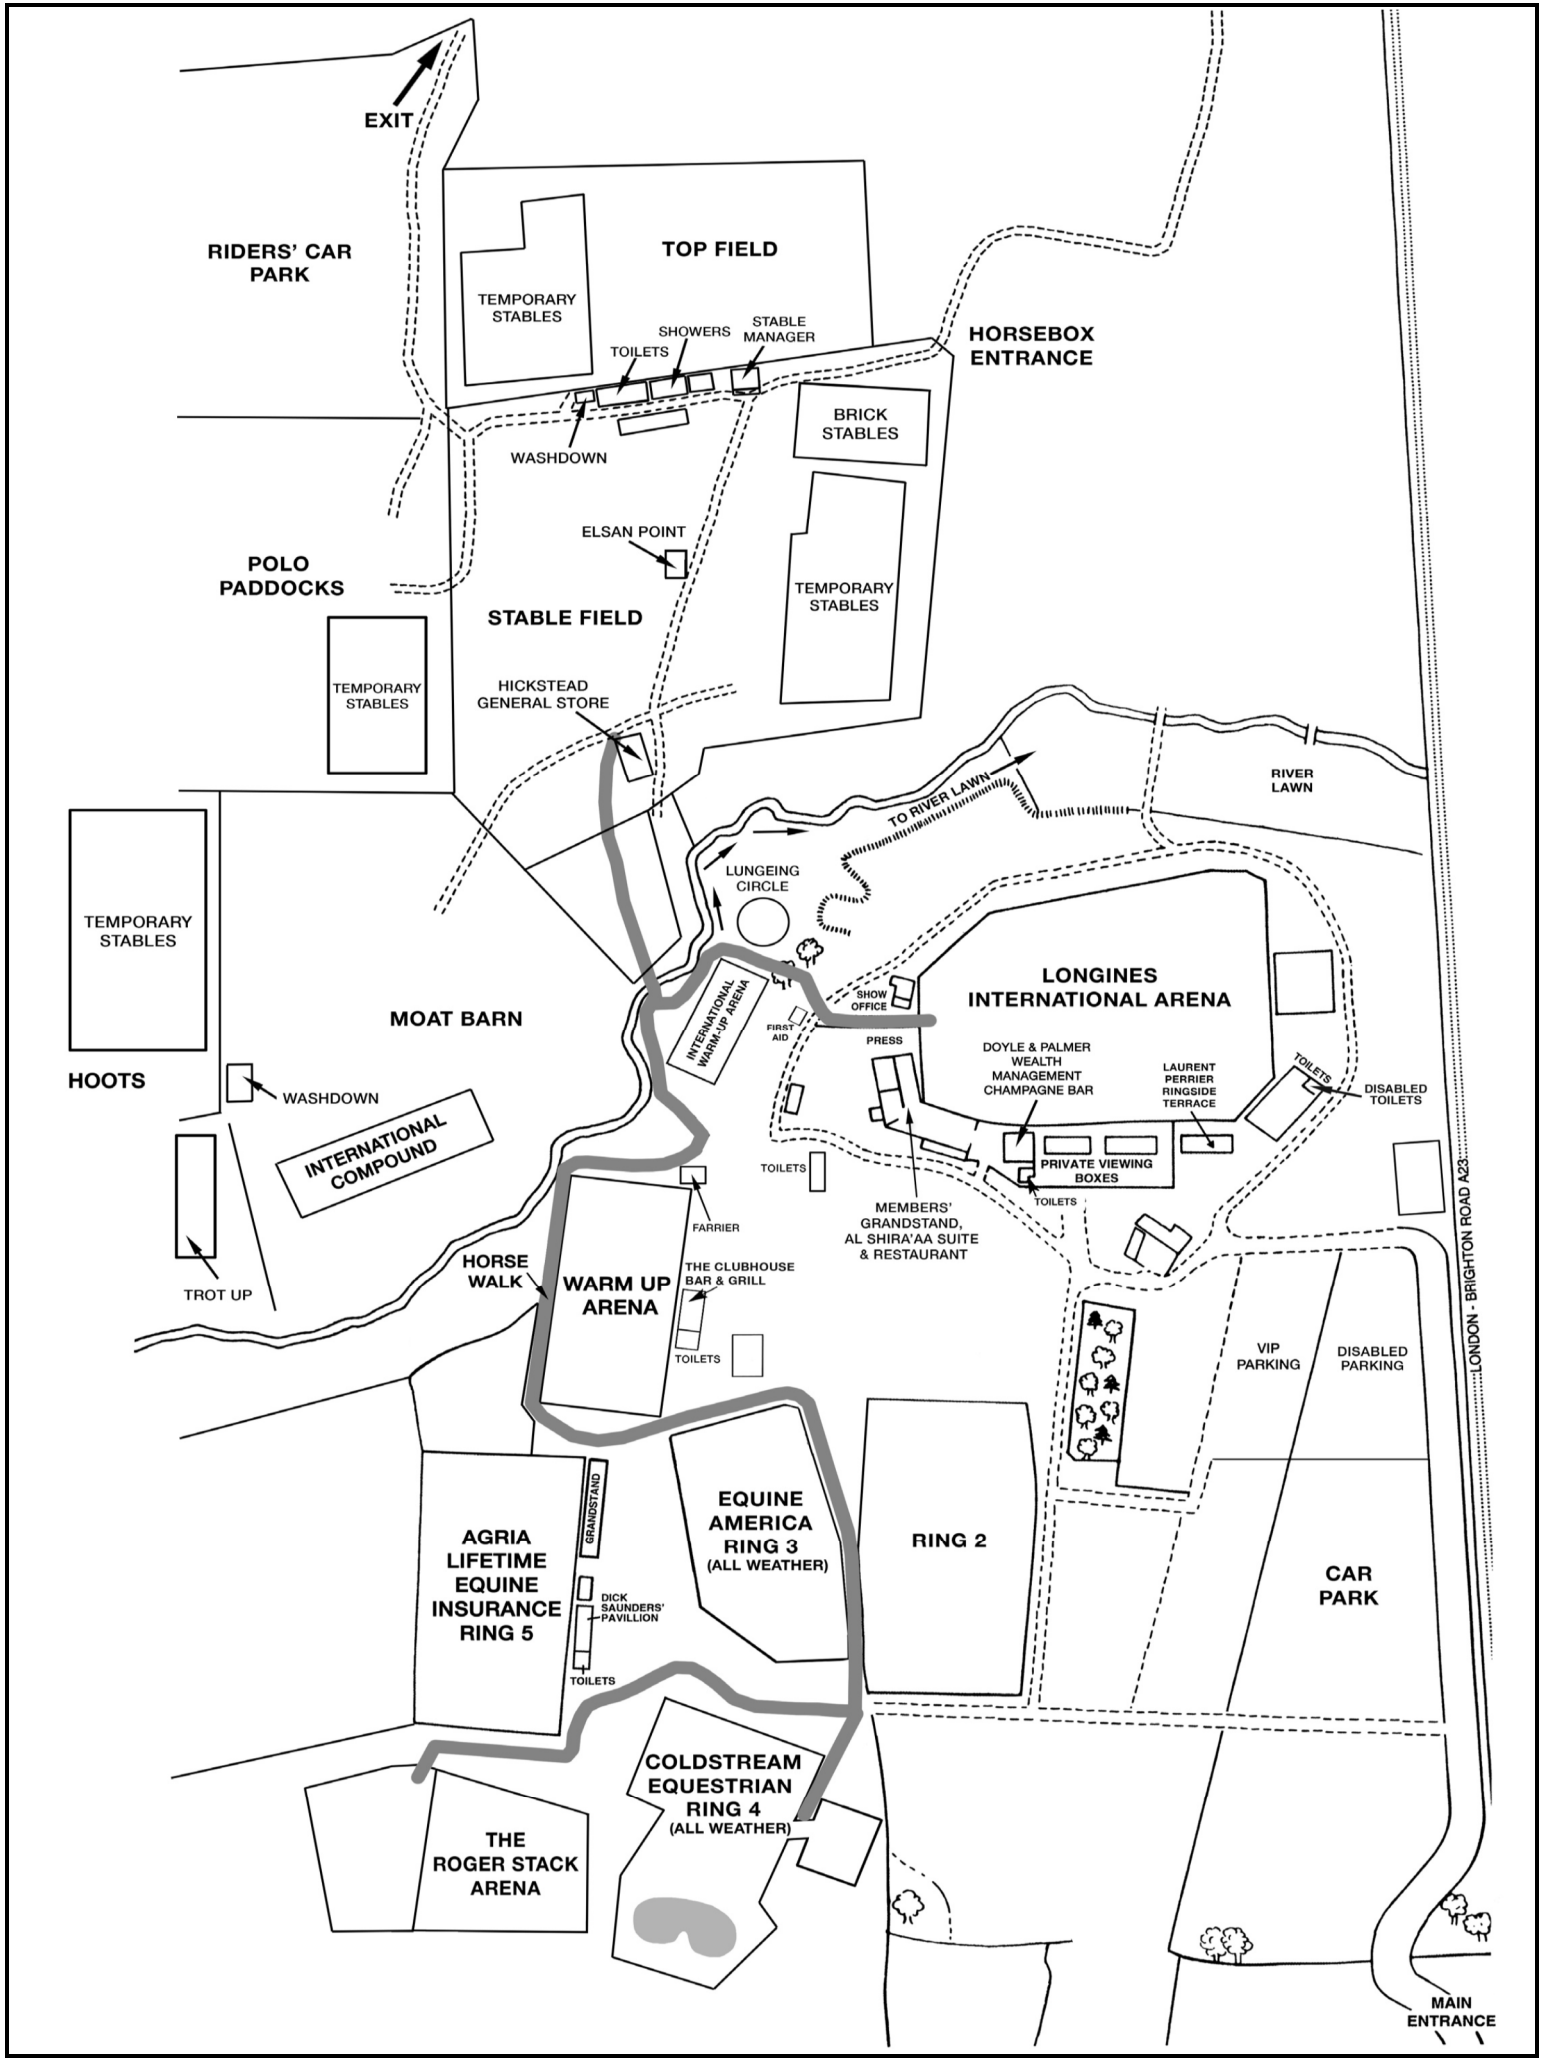 EXIT
RIDERS' CAR
PARK
TOP FIELD
TEMPORARY
STABLES
STABLE
MANAGER
SHOWERS
TOILETS
HORSEBOX
ENTRANCE
BRICK
STABLES
WASHDOWN
ELSAN POINT
POLO
PADDOCKS
TEMPORARY
STABLES
STABLE FIELD
TEMPORARY
STABLES
HICKSTEAD
GENERAL STORE
RIVER
LAWN
TO RIVER LAWN
LUNGEING
CIRCLE
TEMPORARY
STABLES
LONGINES
INTERNATIONAL ARENA
SHOW
OFFICE
INTERNATIONAL
WARM-UP ARENA
FIRST
AID
PRESS
MOAT BARN
HOOTS
WASHDOWN
DOYLE & PALMER
WEALTH
MANAGEMENT
CHAMPAGNE BAR
LAURENT
PERRIER
RINGSIDE
TERRACE
TOILETS
DISABLED
TOILETS
INTERNATIONAL
COMPOUND
TOILETS
PRIVATE VIEWING
BOXES
TOILETS
MEMBERS'
GRANDSTAND,
AL SHIRA'AA SUITE
& RESTAURANT
FARRIER
LONDON - BRIGHTON ROAD A23
TROT UP
HORSE
WALK
WARM UP
ARENA
THE CLUBHOUSE
BAR & GRILL
TOILETS
VIP
PARKING
DISABLED
PARKING
GRANDSTAND
EQUINE
AMERICA
RING 3
(ALL WEATHER)
RING 2
AGRIA
LIFETIME
EQUINE
INSURANCE
RING 5
DICK
SAUNDERS'
PAVILLION
TOILETS
CAR
PARK
COLDSTREAM
EQUESTRIAN
RING 4
(ALL WEATHER)
THE
ROGER STACK
ARENA
MAIN
ENTRANCE